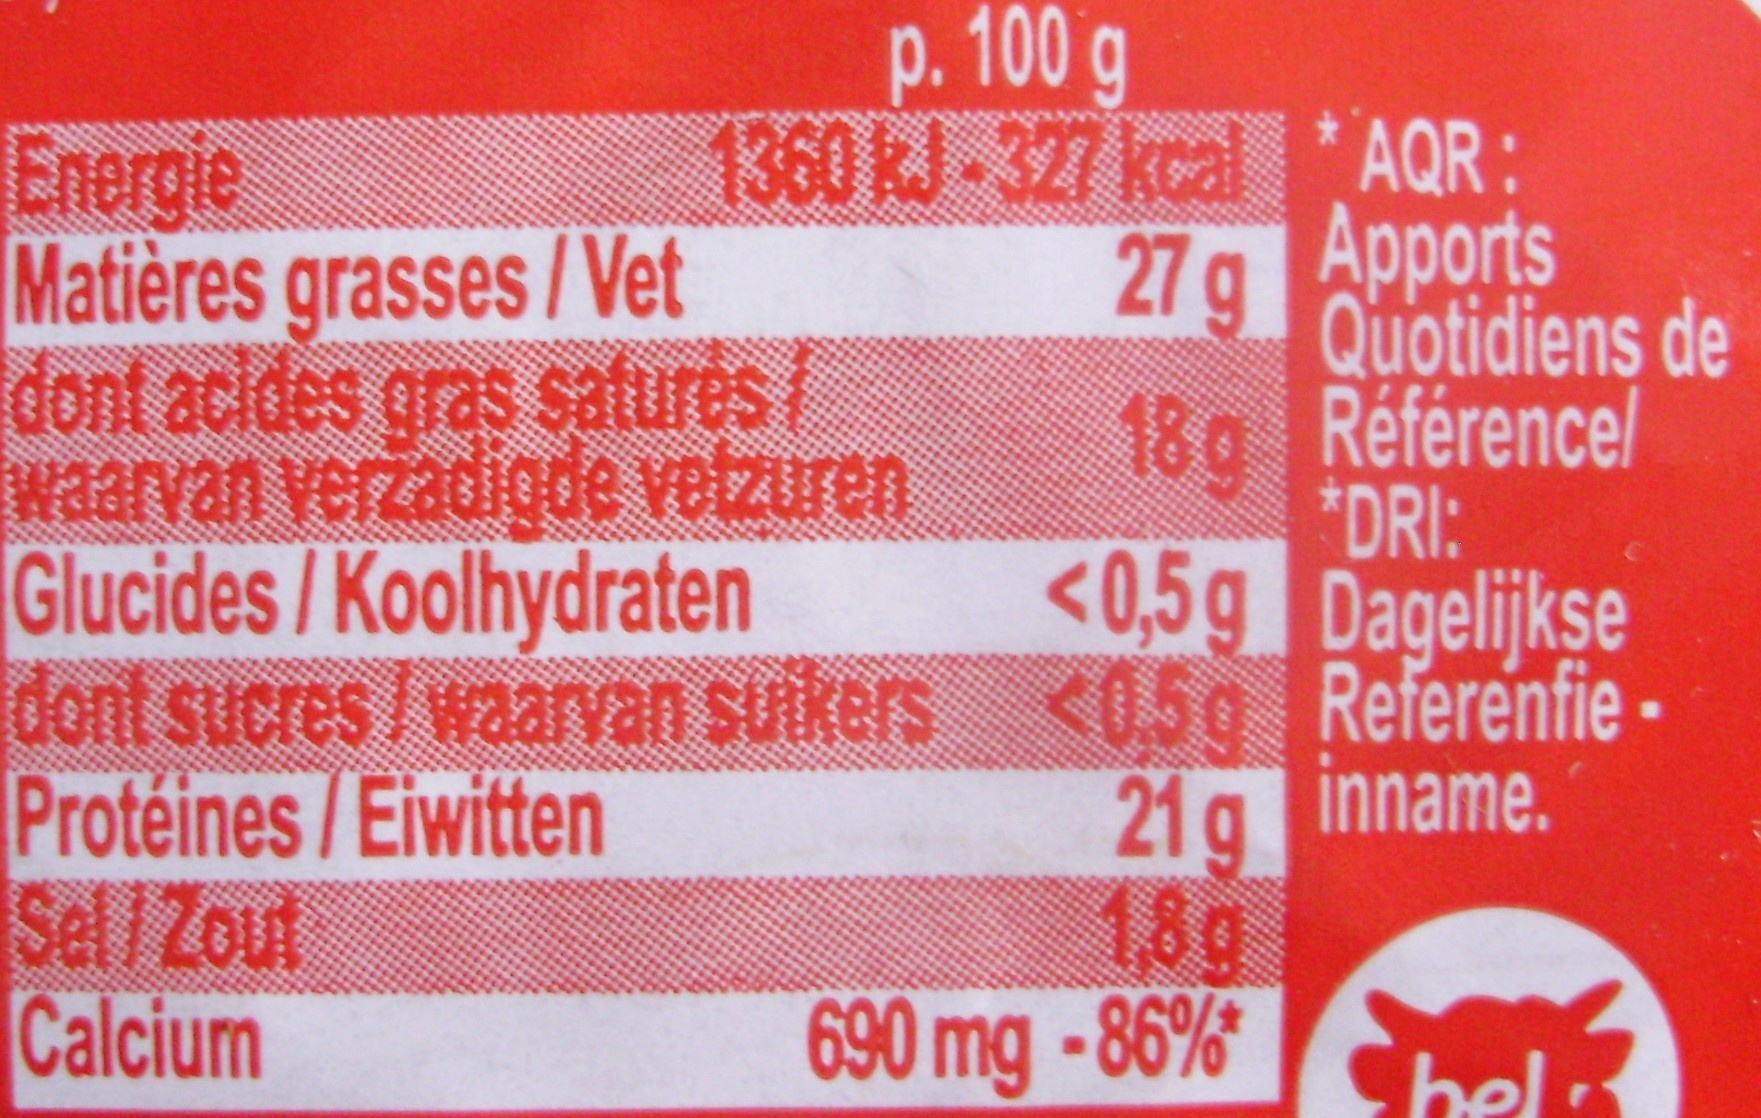 p. 100 g
Energie 1360 kJ - 327 kcal
Matières grasses / Vet 27 g
dont acides gras saturés /
waarvan verzadigde vetzuren 18 g
Glucides / Koolhydraten <0,5 g
dont sucres / waarvan suikers <0,5 g
Protéines / Eiwitten 21 g
Sel / Zout 1,8 g
Calcium 690 mg - 86%*
* AQR :
Apports
Quotidiens de
Référence/
*DRI:
Dagelijkse
Referentie -
inname.
bel